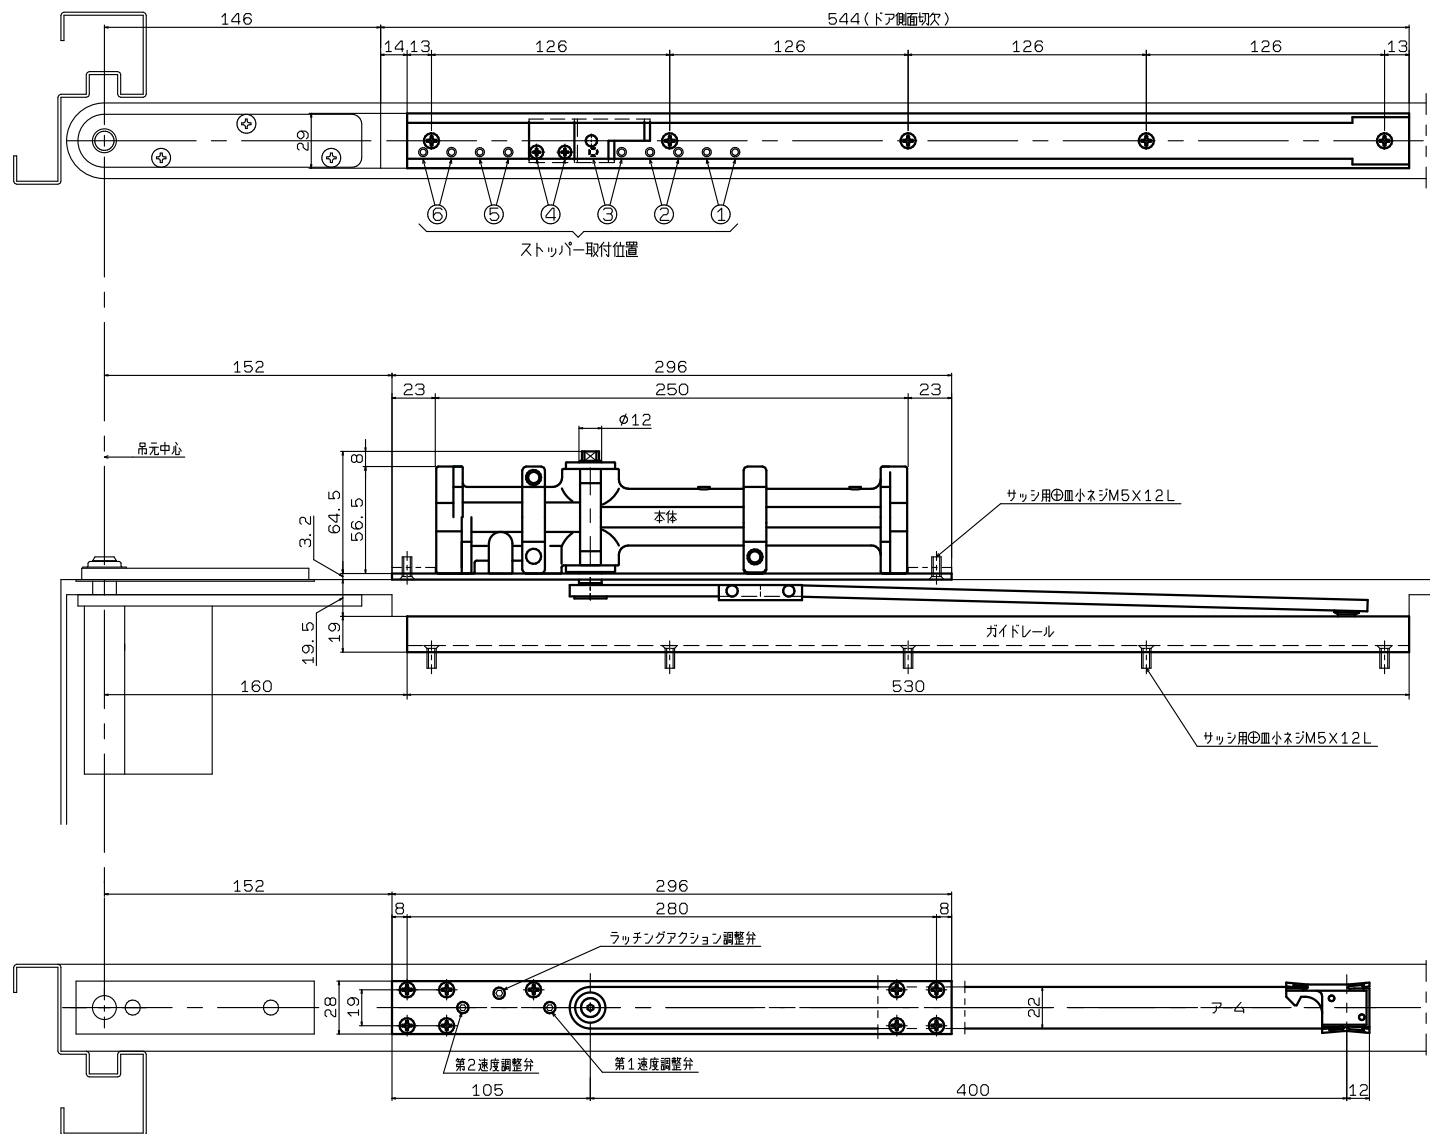 146
544(ドア側面切欠)
14
13
126
126
126
126
13
29
⑥ ⑤ ④ ③ ② ①
ストッパー取付位置
152
296
23
250
23
φ12
吊元中心
8
64.5
56.5
3.2
本体
サッシ用⊕皿小ネジM5X12L
19.5
19
ガイドレール
160
530
サッシ用⊕皿小ネジM5X12L
152
296
8
280
8
ラッチングアクション調整弁
28
19
22
アーム
第2速度調整弁
第1速度調整弁
105
400
12